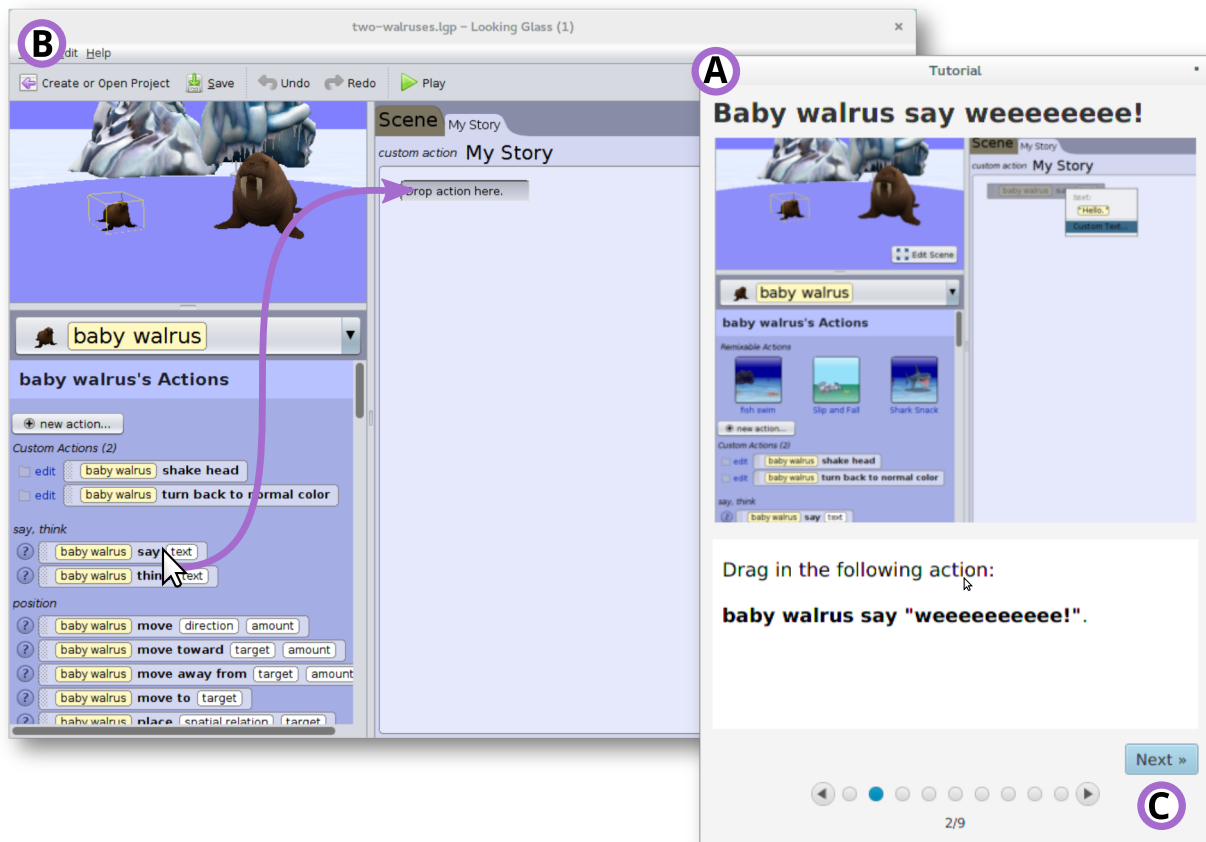 two-walruses.lgp – Looking Glass (1)
B
dit Help
Create or Open Project Save Undo Redo Play
Scene My Story
custom action My Story
Drop action here.
baby walrus
baby walrus's Actions
new action...
Custom Actions (2)
edit baby walrus shake head
edit baby walrus turn back to normal color
say, think
? baby walrus say text
? baby walrus thin text
position
? baby walrus move direction amount
? baby walrus move toward target amount
? baby walrus move away from target amount
? baby walrus move to target
? baby walrus place spatial relation target
A
Tutorial
Baby walrus say weeeeeeee!
Scene My Story
custom action My Story
baby walrus sa
text:
"Hello."
Custom Text...
Edit Scene
baby walrus
baby walrus's Actions
Remixable Actions
fish swim Slip and Fall Shark Snack
new action...
Custom Actions (2)
edit baby walrus shake head
edit baby walrus turn back to normal color
say, think
? baby walrus say text
Drag in the following action:
baby walrus say "weeeeeeeeee!".
Next »
C
2/9